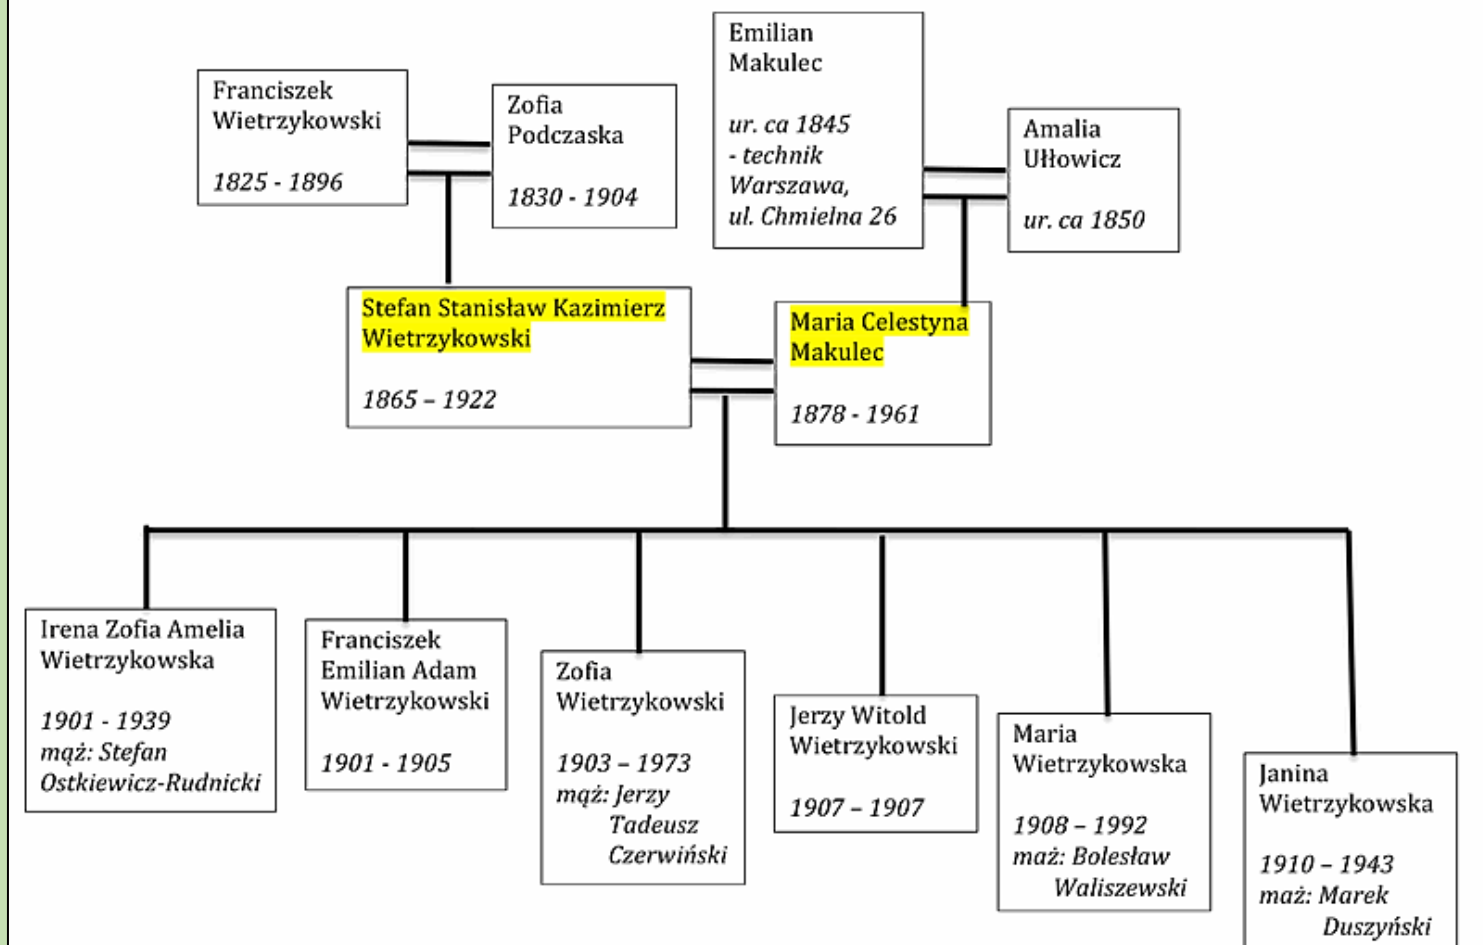 Franciszek
Wietrzykowski
1825 - 1896
Zofia
Podczaska
1830 - 1904
Emilian
Makulec
ur. ca 1845
- technik
Warszawa,
ul. Chmielna 26
Amalia
Ułłowicz
ur. ca 1850
Stefan Stanisław Kazimierz
Wietrzykowski
1865 – 1922
Maria Celestyna
Makulec
1878 - 1961
Irena Zofia Amelia
Wietrzykowska
1901 - 1939
mąż: Stefan
Ostkiewicz-Rudnicki
Franciszek
Emilian Adam
Wietrzykowski
1901 - 1905
Zofia
Wietrzykowski
1903 – 1973
mąż: Jerzy
Tadeusz
Czerwiński
Jerzy Witold
Wietrzykowski
1907 – 1907
Maria
Wietrzykowska
1908 – 1992
maż: Bolesław
Waliszewski
Janina
Wietrzykowska
1910 – 1943
maż: Marek
Duszyński